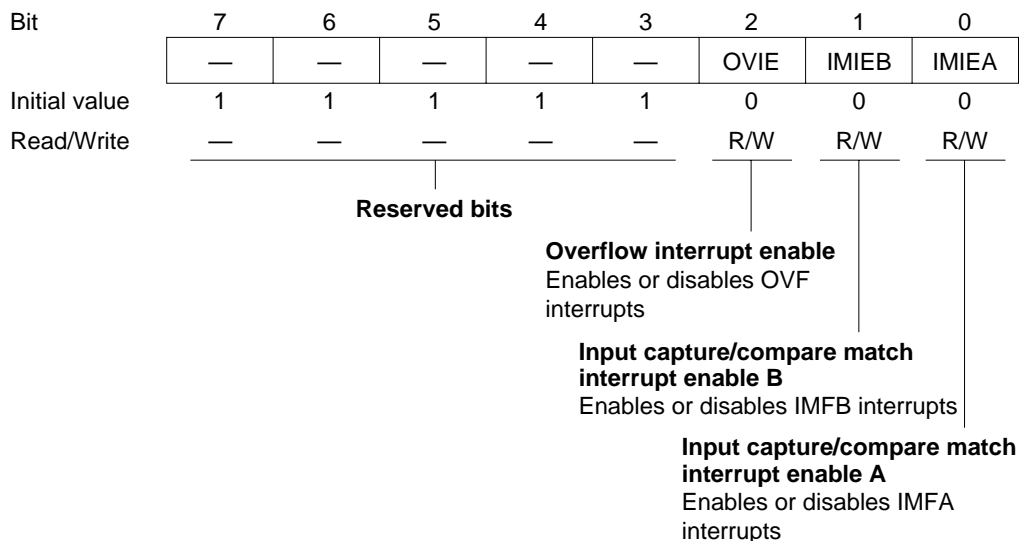 Bit 7 6 5 4 3 2 1 0
— — — — — OVIE IMIEB IMIEA
Initial value 1 1 1 1 1 0 0 0
Read/Write — — — — — R/W R/W R/W
Reserved bits
Overflow interrupt enable
Enables or disables OVF
interrupts
Input capture/compare match
interrupt enable B
Enables or disables IMFB interrupts
Input capture/compare match
interrupt enable A
Enables or disables IMFA
interrupts